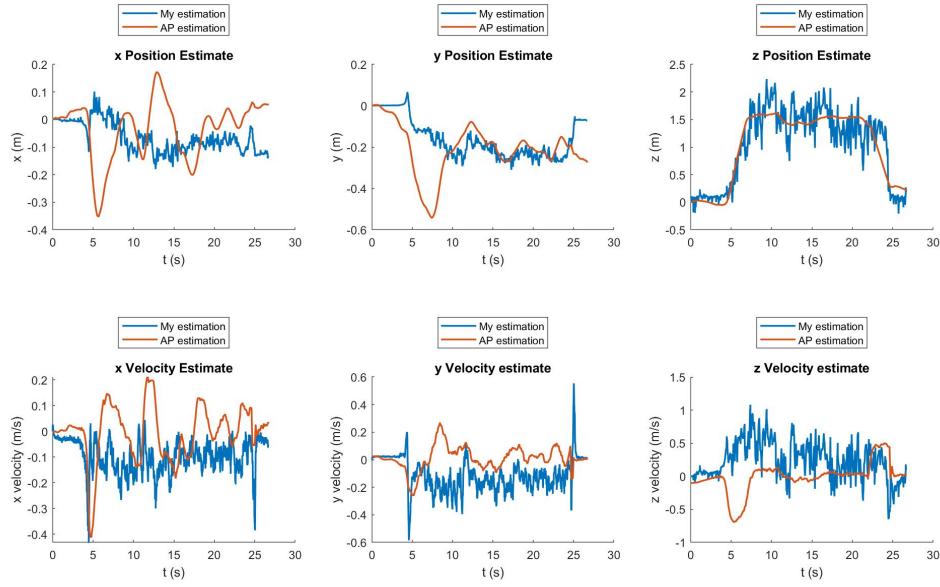 My estimation
AP estimation
My estimation
AP estimation
My estimation
AP estimation
x Position Estimate
y Position Estimate
z Position Estimate
0.2
0.1
0
-0.1
-0.2
-0.3
-0.4
x (m)
0 5 10 15 20 25 30
t (s)
0.2
0
-0.2
-0.4
-0.6
y (m)
0 5 10 15 20 25 30
t (s)
2.5
2
1.5
1
0.5
0
-0.5
z (m)
0 5 10 15 20 25 30
t (s)
My estimation
AP estimation
My estimation
AP estimation
My estimation
AP estimation
x Velocity Estimate
y Velocity estimate
z Velocity estimate
0.2
0.1
0
-0.1
-0.2
-0.3
-0.4
x velocity (m/s)
0 5 10 15 20 25 30
t (s)
0.6
0.4
0.2
0
-0.2
-0.4
-0.6
y velocity (m/s)
0 5 10 15 20 25 30
t (s)
1.5
1
0.5
0
-0.5
-1
z velocity (m/s)
0 5 10 15 20 25 30
t (s)